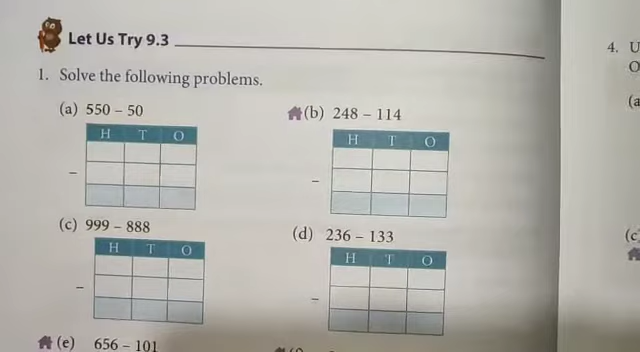 Let Us Try 9.3
1. Solve the following problems.
(a) 550 – 50
H T O
–
(b) 248 – 114
H T O
–
(c) 999 – 888
H T O
–
(d) 236 – 133
H T O
–
(e) 656 – 101
4. U
O
(a
(c